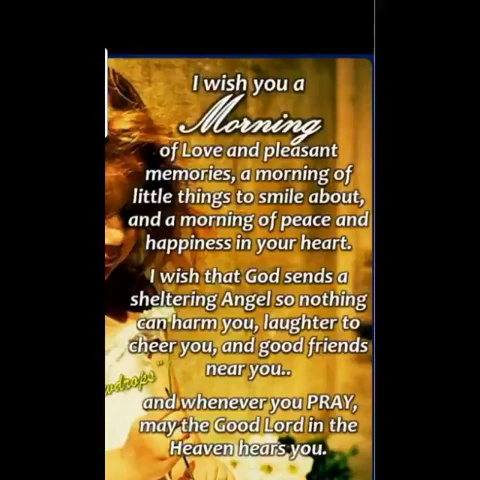 I wish you a
Morning
of Love and pleasant
memories, a morning of
little things to smile about,
and a morning of peace and
happiness in your heart.
I wish that God sends a
sheltering Angel so nothing
can harm you, laughter to
cheer you, and good friends
near you..
wdrops"
and whenever you PRAY,
may the Good Lord in the
Heaven hears you.